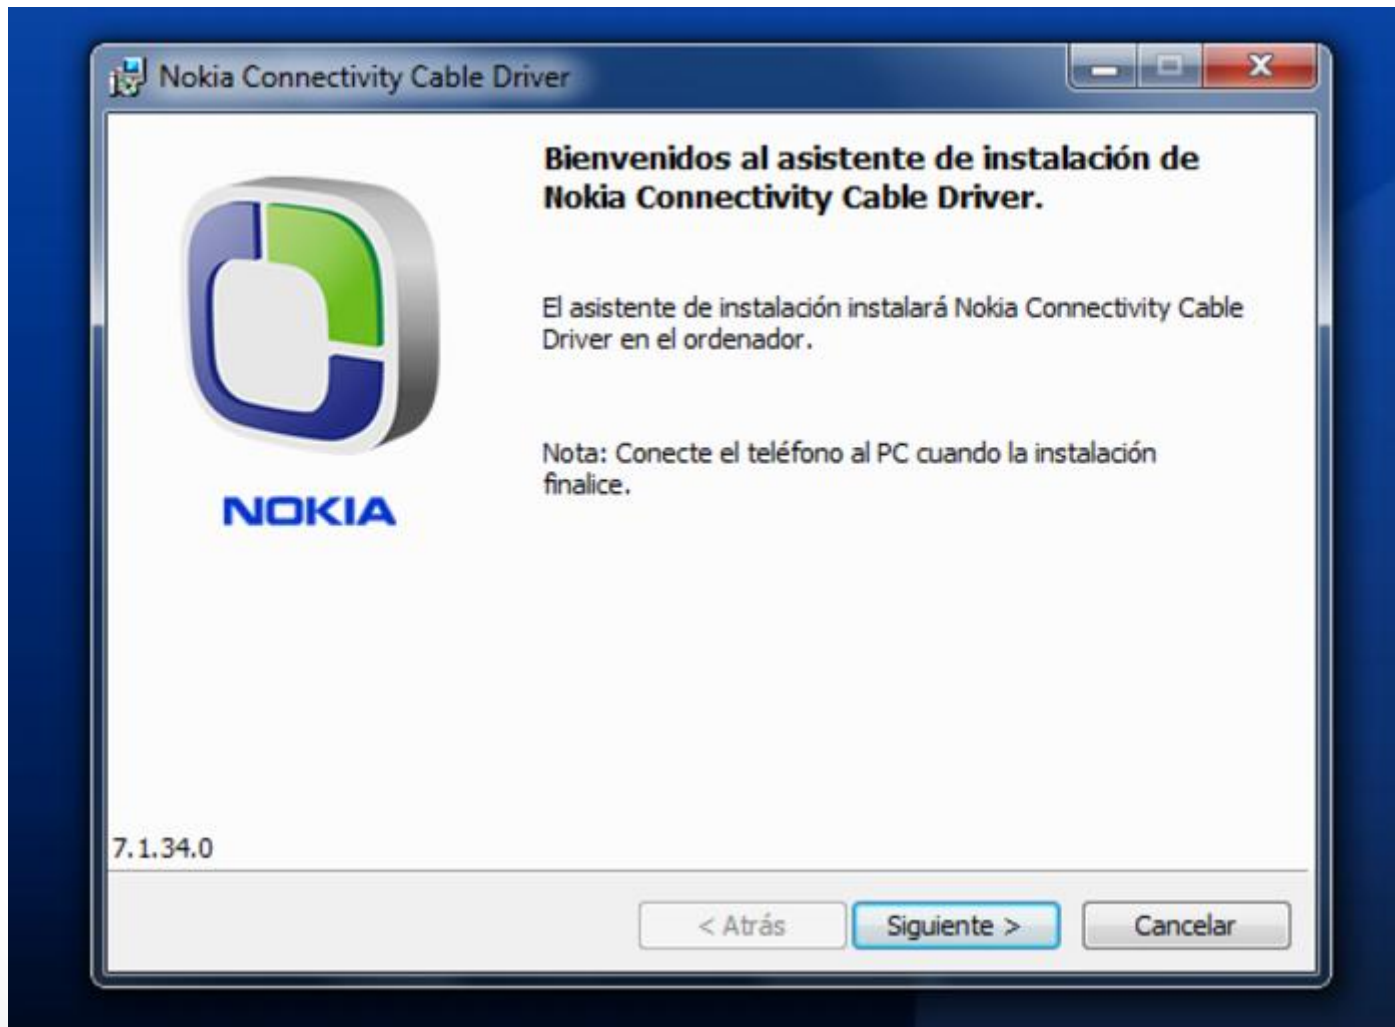 Nokia Connectivity Cable Driver
Bienvenidos al asistente de instalación de
Nokia Connectivity Cable Driver.
El asistente de instalación instalará Nokia Connectivity Cable
Driver en el ordenador.
Nota: Conecte el teléfono al PC cuando la instalación
finalice.
NOKIA
7.1.34.0
< Atrás
Siguiente >
Cancelar